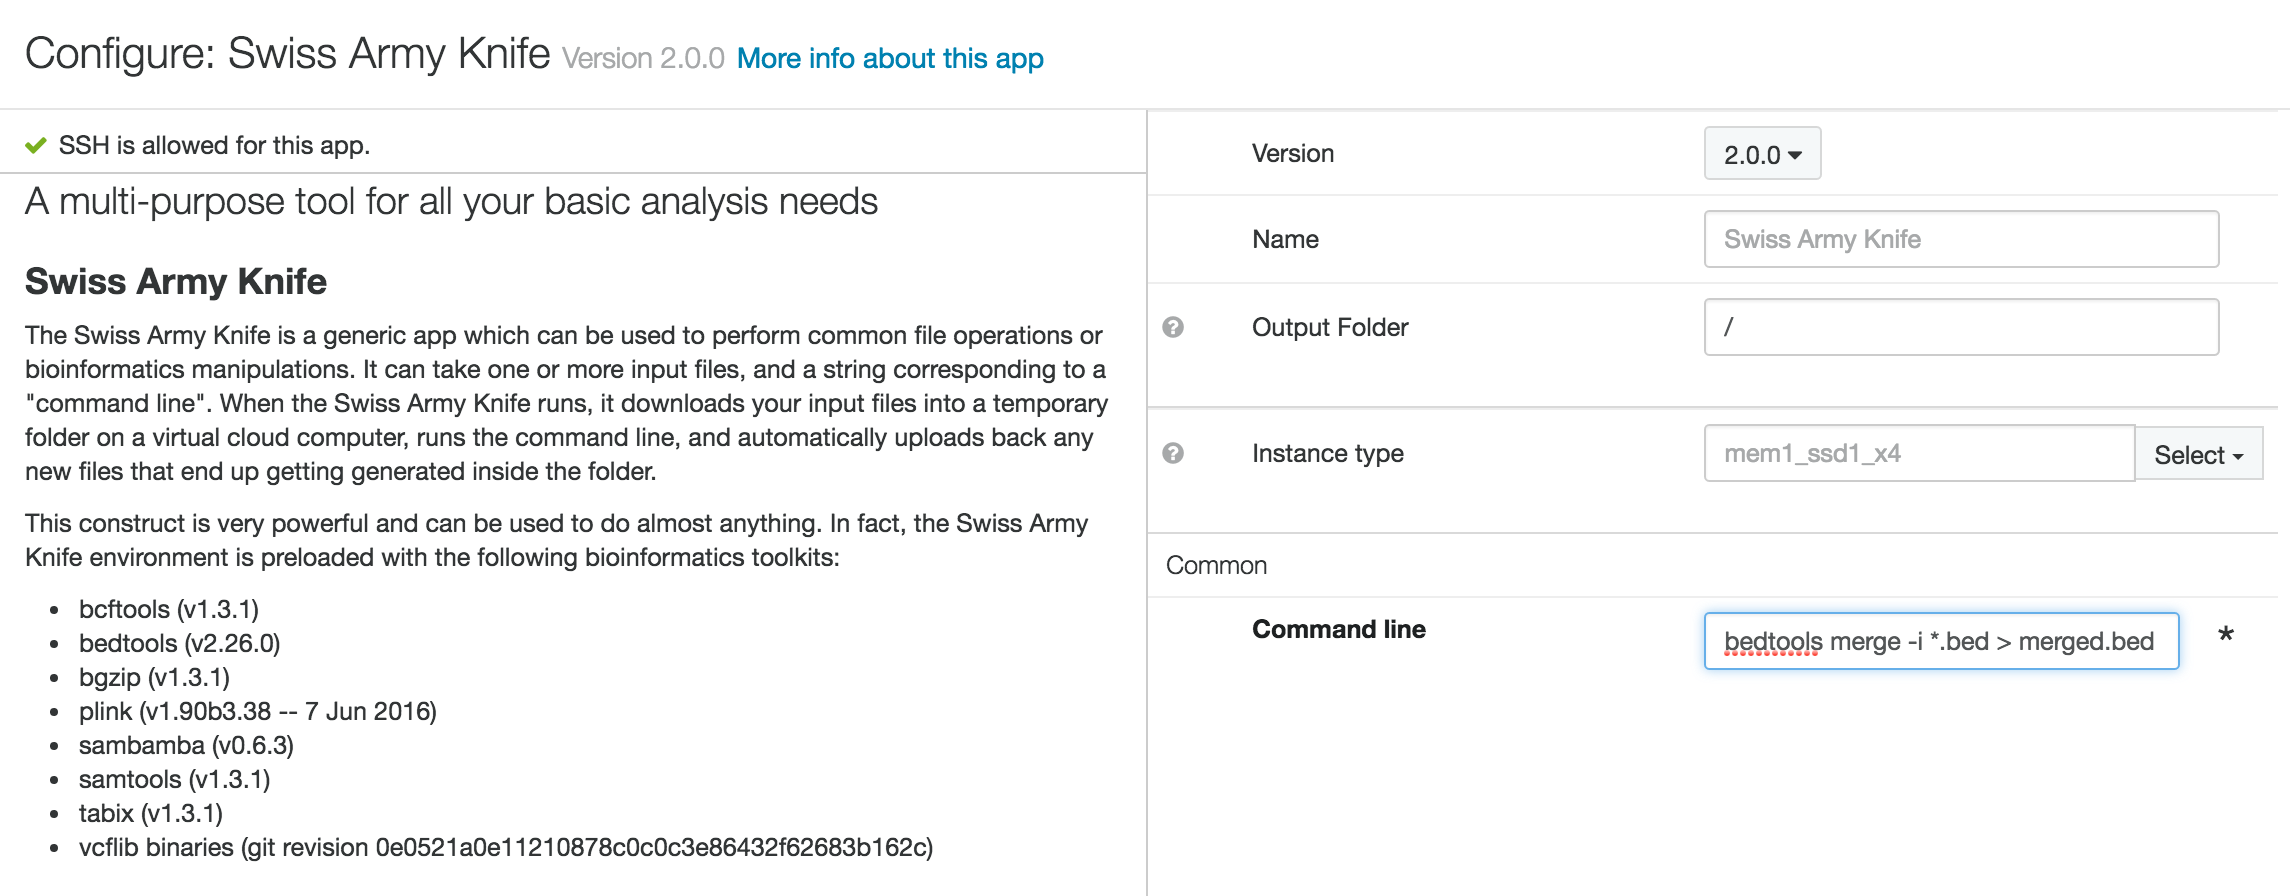 Configure: Swiss Army Knife Version 2.0.0 More info about this app
SSH is allowed for this app.
A multi-purpose tool for all your basic analysis needs
Swiss Army Knife
The Swiss Army Knife is a generic app which can be used to perform common file operations or
bioinformatics manipulations. It can take one or more input files, and a string corresponding to a
"command line". When the Swiss Army Knife runs, it downloads your input files into a temporary
folder on a virtual cloud computer, runs the command line, and automatically uploads back any
new files that end up getting generated inside the folder.
This construct is very powerful and can be used to do almost anything. In fact, the Swiss Army
Knife environment is preloaded with the following bioinformatics toolkits:
• bcftools (v1.3.1)
• bedtools (v2.26.0)
• bgzip (v1.3.1)
• plink (v1.90b3.38 -- 7 Jun 2016)
• sambamba (v0.6.3)
• samtools (v1.3.1)
• tabix (v1.3.1)
• vcflib binaries (git revision 0e0521a0e11210878c0c0c3e86432f62683b162c)
Version 2.0.0
Name Swiss Army Knife
? Output Folder /
? Instance type mem1_ssd1_x4 Select
Common
Command line bedtools merge -i *.bed > merged.bed *